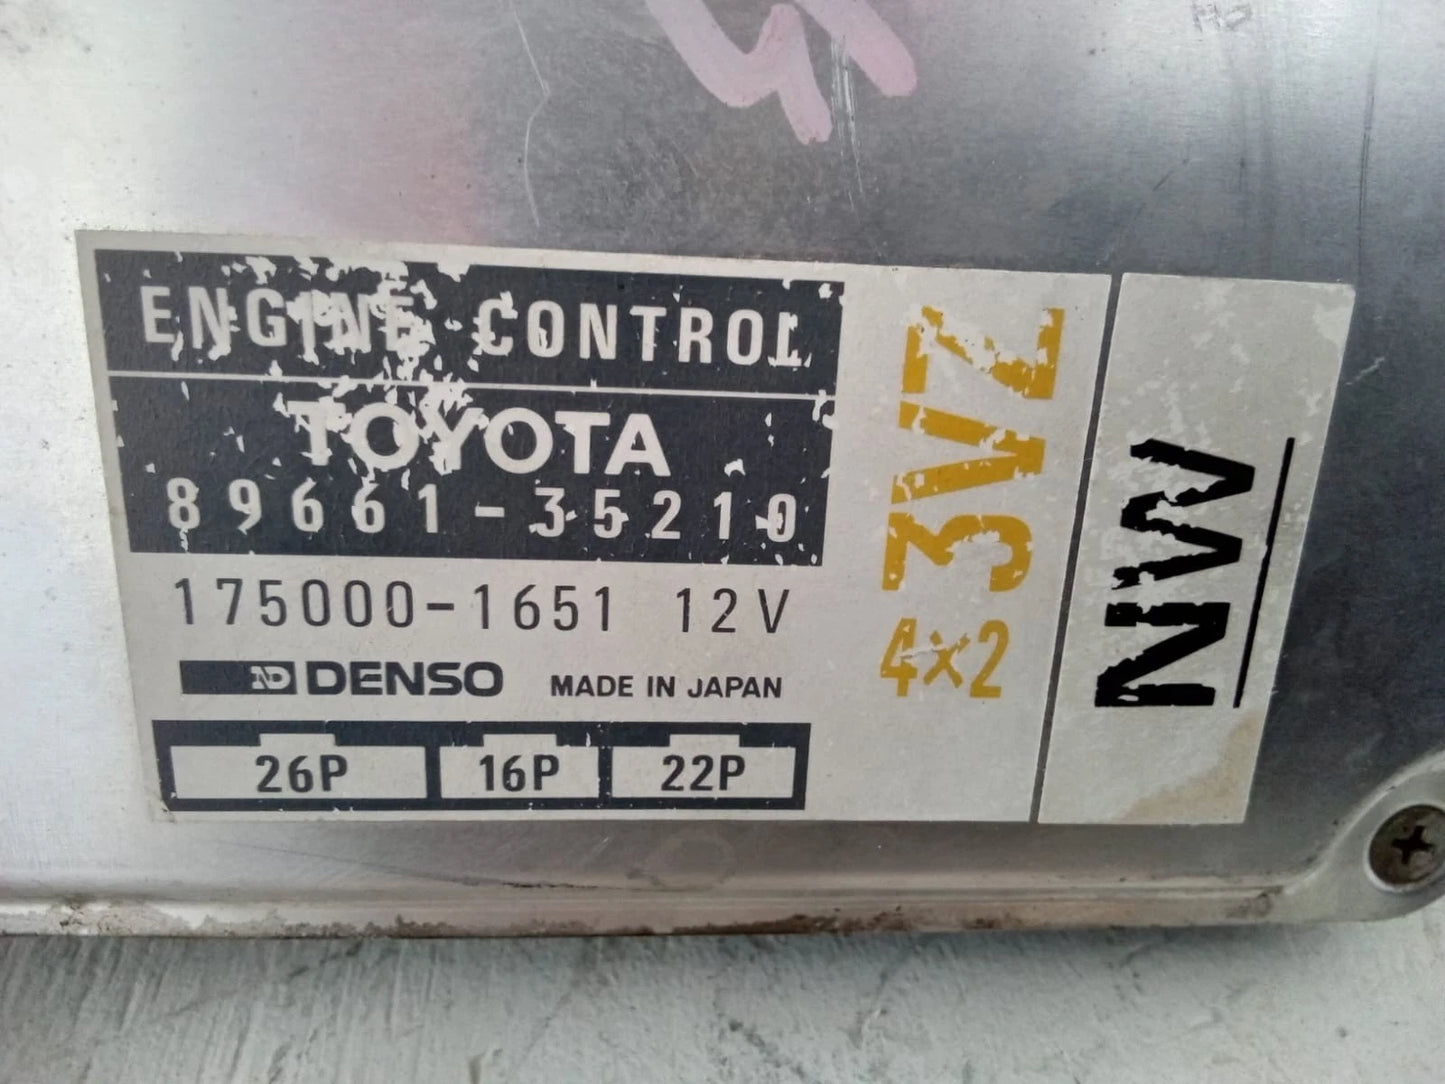 ENGINE CONTROL
TOYOTA
89661-35210
175000-1651 12V
ND DENSO MADE IN JAPAN
26P 16P 22P
3VZ
4×2
NW